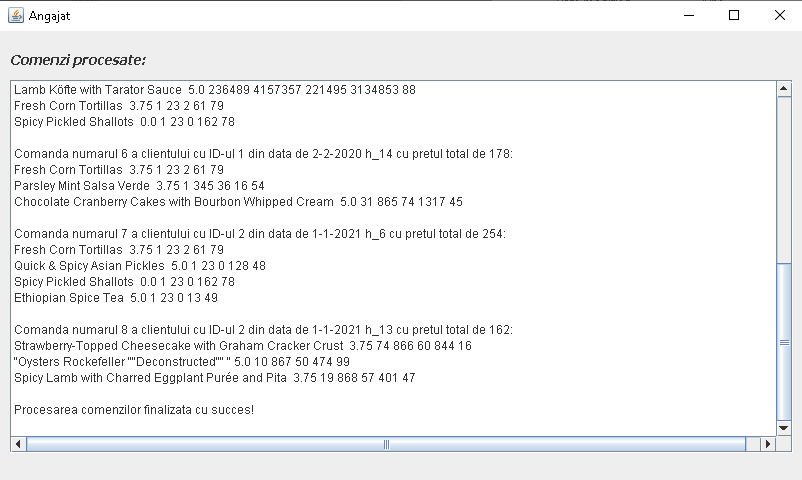 Angajat
Comenzi procesate:
Lamb Köfte with Tarator Sauce  5.0 236489 4157357 221495 3134853 88
Fresh Corn Tortillas  3.75 1 23 2 61 79
Spicy Pickled Shallots  0.0 1 23 0 162 78
Comanda numarul 6 a clientului cu ID-ul 1 din data de 2-2-2020 h_14 cu pretul total de 178:
Fresh Corn Tortillas  3.75 1 23 2 61 79
Parsley Mint Salsa Verde  3.75 1 345 36 16 54
Chocolate Cranberry Cakes with Bourbon Whipped Cream  5.0 31 865 74 1317 45
Comanda numarul 7 a clientului cu ID-ul 2 din data de 1-1-2021 h_6 cu pretul total de 254:
Fresh Corn Tortillas  3.75 1 23 2 61 79
Quick & Spicy Asian Pickles  5.0 1 23 0 128 48
Spicy Pickled Shallots  0.0 1 23 0 162 78
Ethiopian Spice Tea  5.0 1 23 0 13 49
Comanda numarul 8 a clientului cu ID-ul 2 din data de 1-1-2021 h_13 cu pretul total de 162:
Strawberry-Topped Cheesecake with Graham Cracker Crust  3.75 74 866 60 844 16
"Oysters Rockefeller ""Deconstructed"" " 5.0 10 867 50 474 99
Spicy Lamb with Charred Eggplant Purée and Pita  3.75 19 868 57 401 47
Procesarea comenzilor finalizata cu succes!